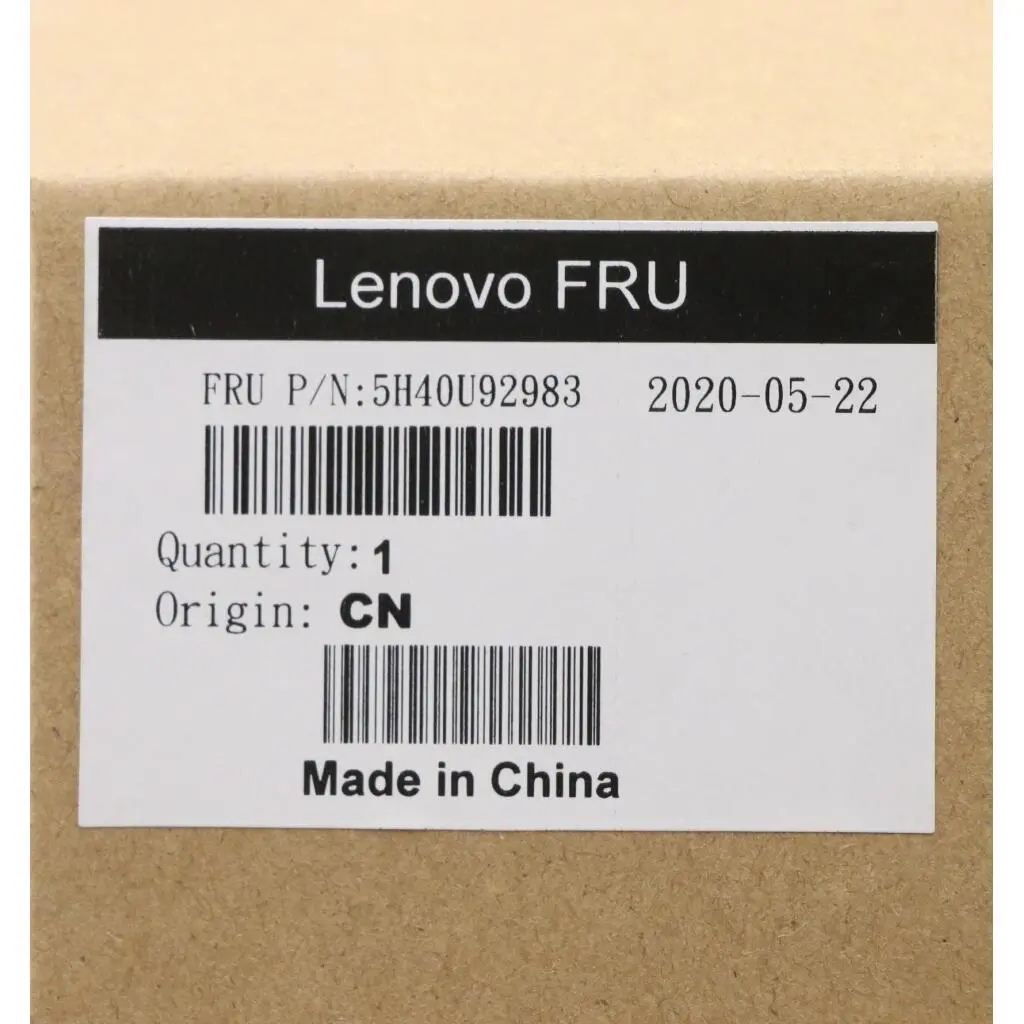 Lenovo FRU
FRU P/N:5H40U92983 2020-05-22
Quantity:1
Origin: CN
Made in China